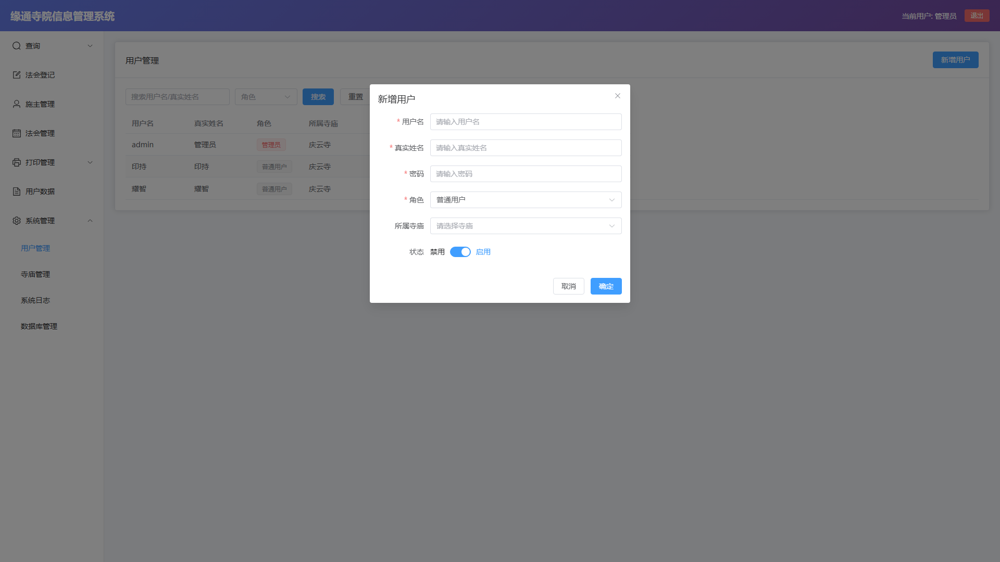 缘通寺院信息管理系统
当前用户: 管理员 退出
查询
法会登记
施主管理
法会管理
打印管理
用户数据
系统管理
用户管理
寺庙管理
系统日志
数据库管理
用户管理 新增用户
搜索用户名/真实姓名 角色 搜索 重置
用户名 真实姓名 角色 所属寺庙
admin 管理员 管理员 庆云寺
印持 印持 普通用户 庆云寺
耀智 耀智 普通用户 庆云寺
新增用户
* 用户名 请输入用户名
* 真实姓名 请输入真实姓名
* 密码 请输入密码
* 角色 普通用户
所属寺庙 请选择寺庙
状态 禁用 启用
取消 确定